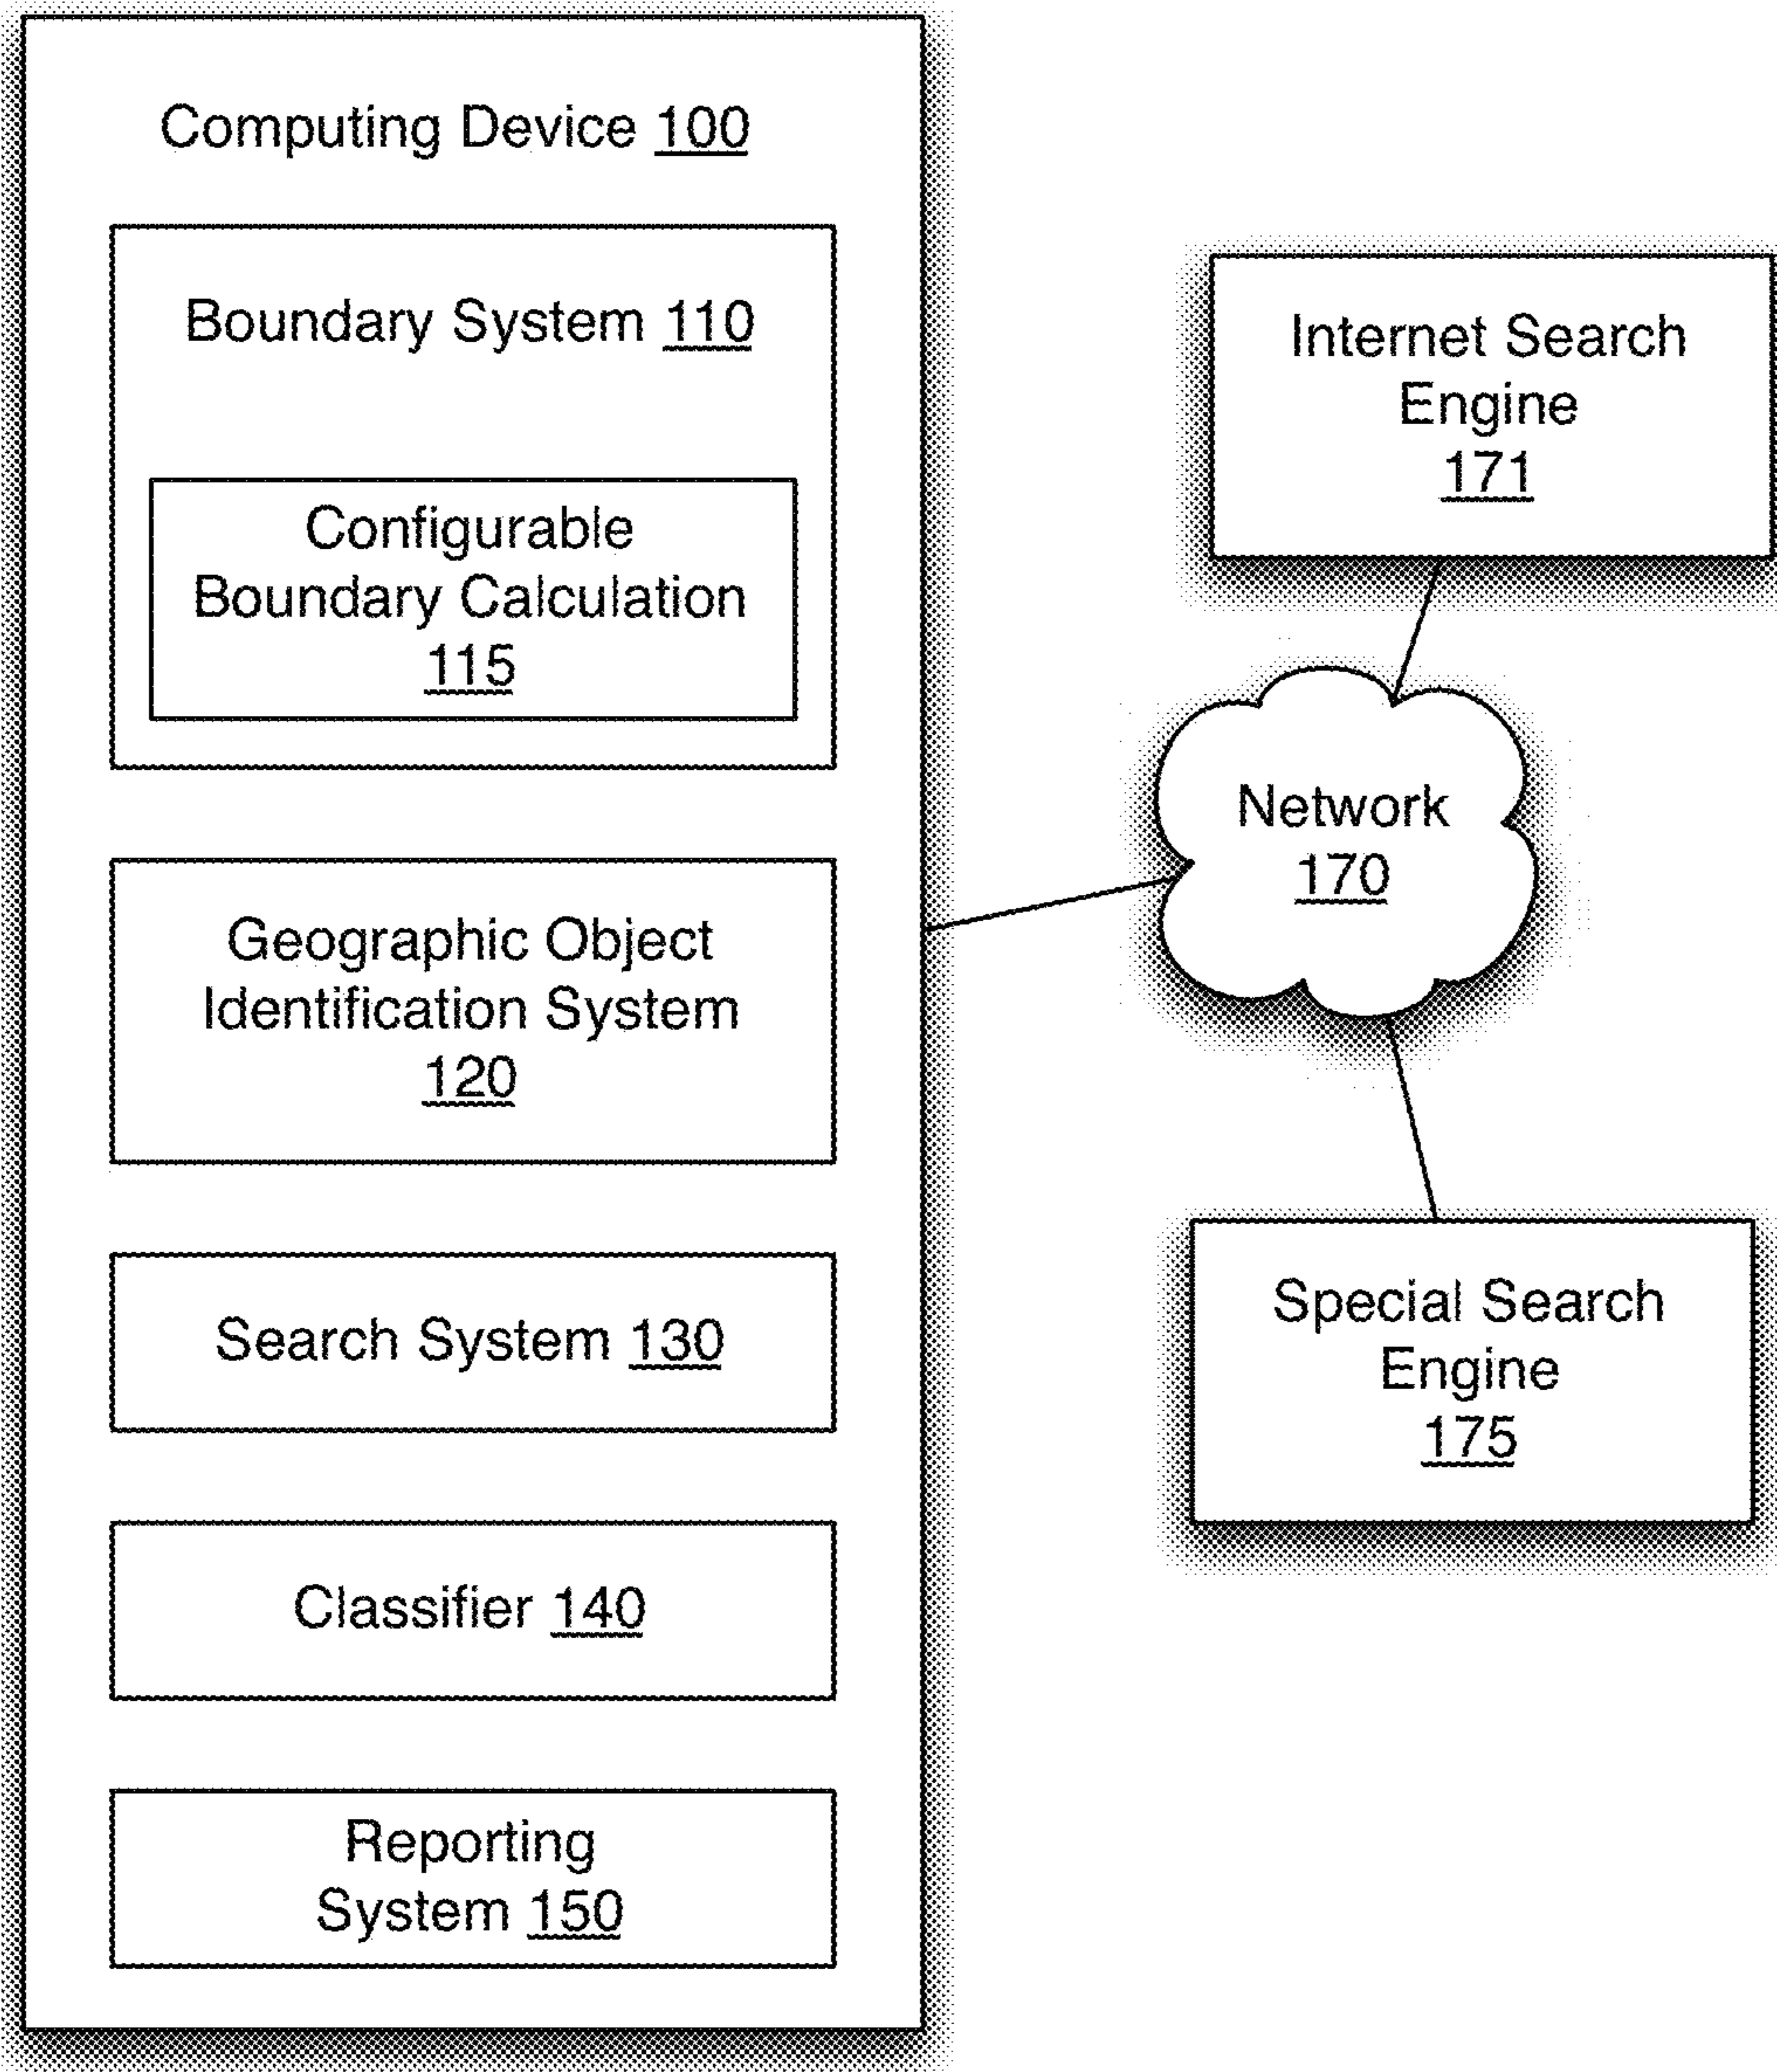 Computing Device 100
Boundary System 110
Configurable
Boundary Calculation
115
Geographic Object
Identification System
120
Search System 130
Classifier 140
Reporting
System 150
Internet Search
Engine
171
Network
170
Special Search
Engine
175